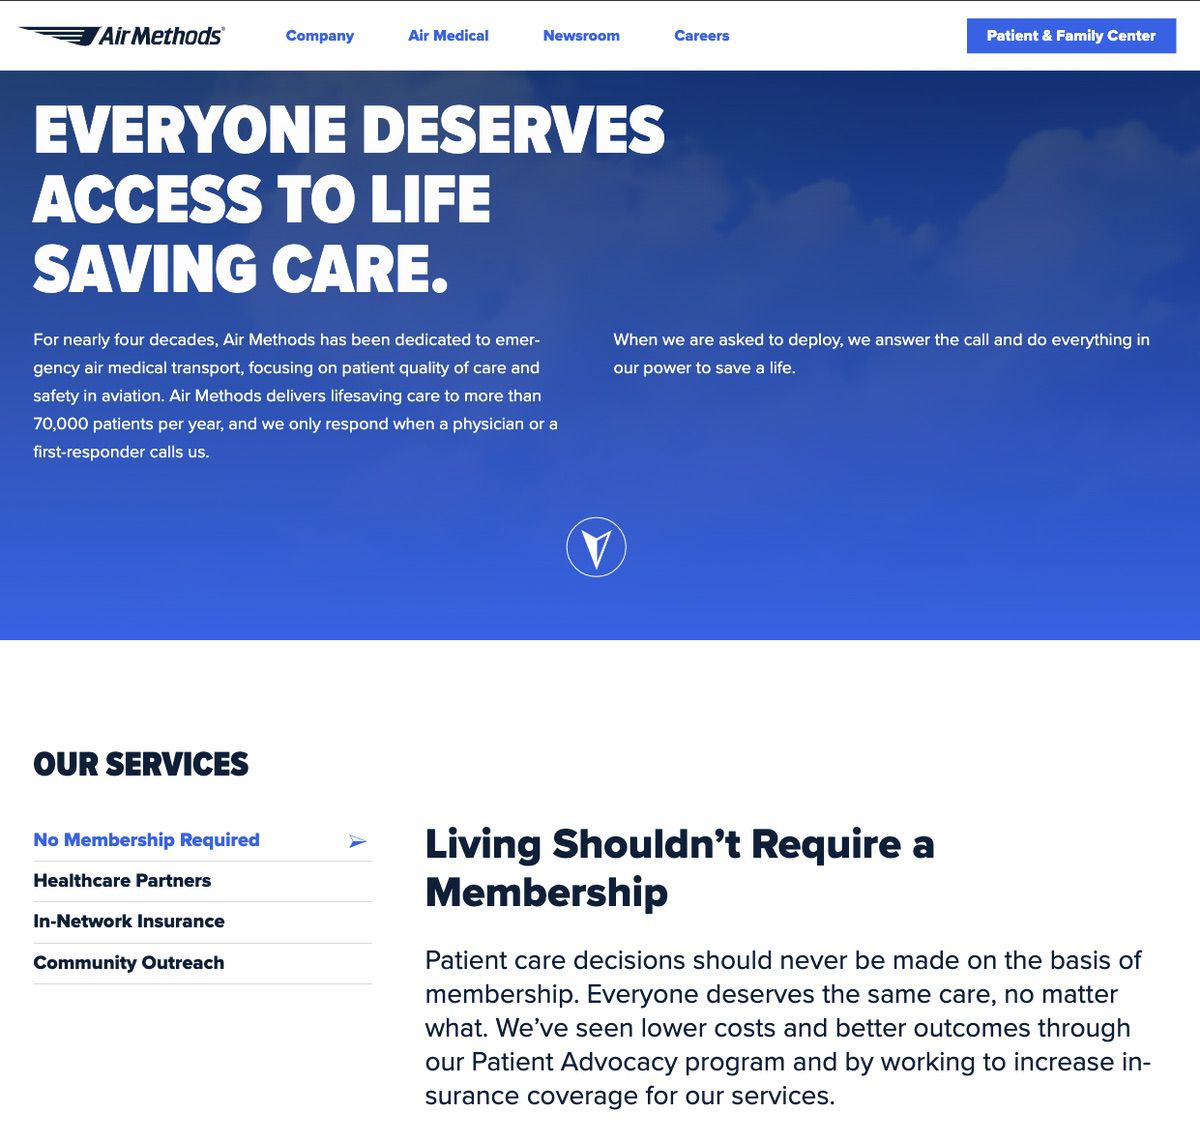 Air Methods®
Company
Air Medical
Newsroom
Careers
Patient & Family Center
EVERYONE DESERVES
ACCESS TO LIFE
SAVING CARE.
For nearly four decades, Air Methods has been dedicated to emer-
gency air medical transport, focusing on patient quality of care and
safety in aviation. Air Methods delivers lifesaving care to more than
70,000 patients per year, and we only respond when a physician or a
first-responder calls us.
When we are asked to deploy, we answer the call and do everything in
our power to save a life.
OUR SERVICES
No Membership Required
Healthcare Partners
In-Network Insurance
Community Outreach
Living Shouldn’t Require a
Membership
Patient care decisions should never be made on the basis of
membership. Everyone deserves the same care, no matter
what. We’ve seen lower costs and better outcomes through
our Patient Advocacy program and by working to increase in-
surance coverage for our services.